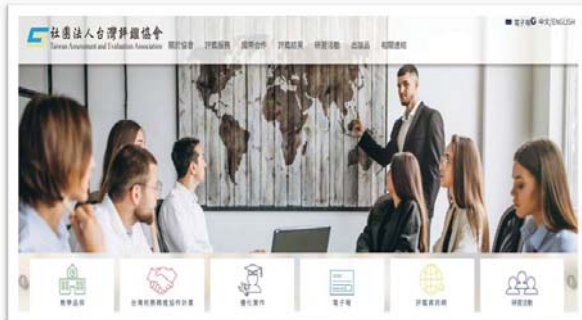 社團法人台灣評鑑協會
Taiwan Assessment and Evaluation Association
電子報 中文/ENGLISH
關於協會 評鑑服務 國際合作 評鑑結果 研習活動 出版品 相關連結
教學品保
台灣校務精進協作計畫
優化實作
電子報
評鑑資訊網
研習活動